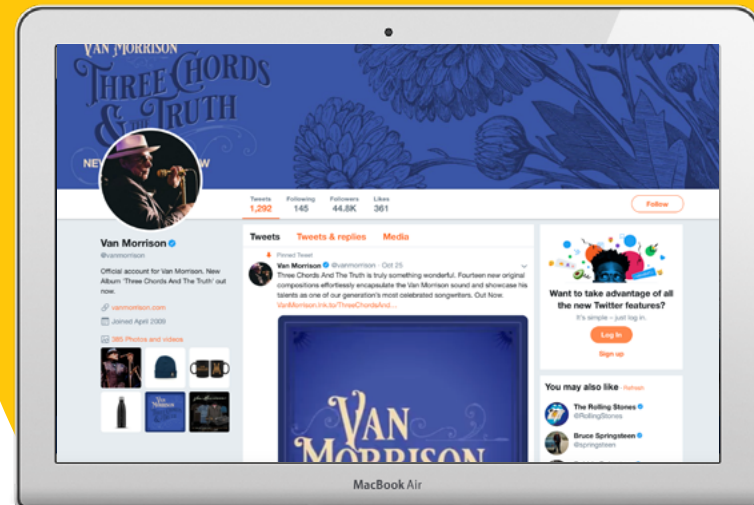 VAN MORRISON
THREE CHORDS
& THE TRUTH
NE
W
Tweets Following Followers Likes
1,292 145 44.8K 361
Follow
Van Morrison
@vanmorrison
Official account for Van Morrison. New
Album 'Three Chords And The Truth' out
now.
vanmorrison.com
Joined April 2009
385 Photos and videos
Tweets Tweets & replies Media
Pinned Tweet
Van Morrison @vanmorrison · Oct 25
Three Chords And The Truth is truly something wonderful. Fourteen new original
compositions effortlessly encapsulate the Van Morrison sound and showcase his
talents as one of our generation's most celebrated songwriters. Out Now.
VanMorrison.lnk.to/ThreeChordsAnd…
VAN
MORRISON
Want to take advantage of all
the new Twitter features?
It's simple – just log in.
Log in
Sign up
You may also like · Refresh
The Rolling Stones
@RollingStones
Bruce Springsteen
@springsteen
MacBook Air